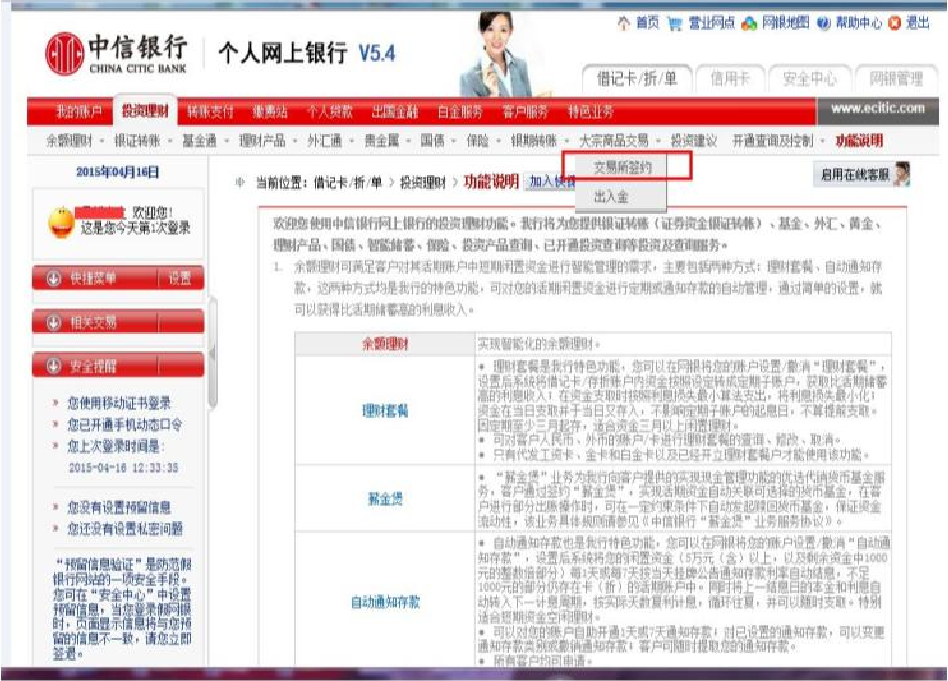 首页 营业网点 网银地图 帮助中心 退出
中信银行
CHINA CITIC BANK
个人网上银行 V5.4
借记卡/折/单 信用卡 安全中心 网银管理
我的账户 投资理财 转账支付 缴费站 个人贷款 出国金融 白金服务 客户服务 特色业务 www.ecitic.com
余额理财 银证转账 基金通 理财产品 外汇通 贵金属 国债 保险 银期转账 大宗商品交易 投资建议 开通查询及控制 功能说明
交易所签约
出入金
2015年04月16日
当前位置：借记卡/折/单 > 投资理财 > 功能说明 加入快
启用在线客服
欢迎您!
这是您今天第1次登录
快捷菜单 设置
相关交易
安全提醒
您使用移动证书登录
您已开通手机动态口令
您上次登录时间是:
2015-04-16 12:33:35
您没有设置预留信息
您还没有设置私密问题
“预留信息验证”是防范假
银行网站的一项安全手段。
您可在“安全中心”中设置
预留信息，当您登录假网银
时，页面显示信息将与您预
留的信息不一致，请您立即
签退。
欢迎您使用中信银行网上银行的投资理财功能。我行将为您提供银证转账（证券资金银证转账）、基金、外汇、黄金、
理财产品、国债、智能储蓄、保险、投资产品查询、已开通投资查询等投资及查询服务。
1. 余额理财可满足客户对其活期账户中短期闲置资金进行智能管理的需求，主要包括两种方式：理财套餐、自动通知存
款，这两种方式均是我行的特色功能，可对您的活期闲置资金进行定期或通知存款的自动管理，通过简单的设置，就
可以获得比活期储蓄高的利息收入。
余额理财 实现智能化的余额理财。
理财套餐
• 理财套餐是我行特色功能，您可以在网银将您的账户设置/撤消“理财套餐”，
设置后系统将借记卡/存折账户内资金按照设定转成定期子账户，获取比活期储蓄
高的利息收入；在资金支取时按照利息损失最小算法支出，将利息损失最小化；
资金在当日支取并于当日又存入，不影响定期子账户的起息日，不算提前支取。
因定期至少三月起存，适合资金三月以上闲置理财。
• 可对客户人民币、外币的账户/卡进行理财套餐的查询、修改、取消。
• 只有代发工资卡、金卡和白金卡以及已经开立理财套餐户才能使用该功能。
薪金煲
• “薪金煲”业务为我行向客户提供的实现现金管理功能的优选代销货币基金服
务，客户通过签约“薪金煲”，实现活期资金自动关联可选择的货币基金，在客
户进行部分出账操作时，可在一定约束条件下自动发起赎回货币基金，保证资金
流动性，该业务具体规则请参见《中信银行“薪金煲”业务服务协议》。
自动通知存款
• 自动通知存款也是我行特色功能，您可以在网银将您的账户设置/撤消“自动通
知存款”，设置后系统将您的闲置资金（5万元（含）以上，以及剩余资金中1000
元的整数倍部分）每1天或每7天按当天挂牌公告通知存款利率自动结息，不足
1000元的部分仍存在卡（折）的活期账户中。同时将上一结息日的本金和利息自
动转入下一计息周期，按实际天数复利计息，循环往复，并可以随时支取。特别
适合短期资金空闲理财。
• 可以对您的账户自助开通1天或7天通知存款；对已设置的通知存款，可以变更
通知存款类别或撤销通知存款；客户可随时提取您的通知存款。
• 所有客户均可申请。